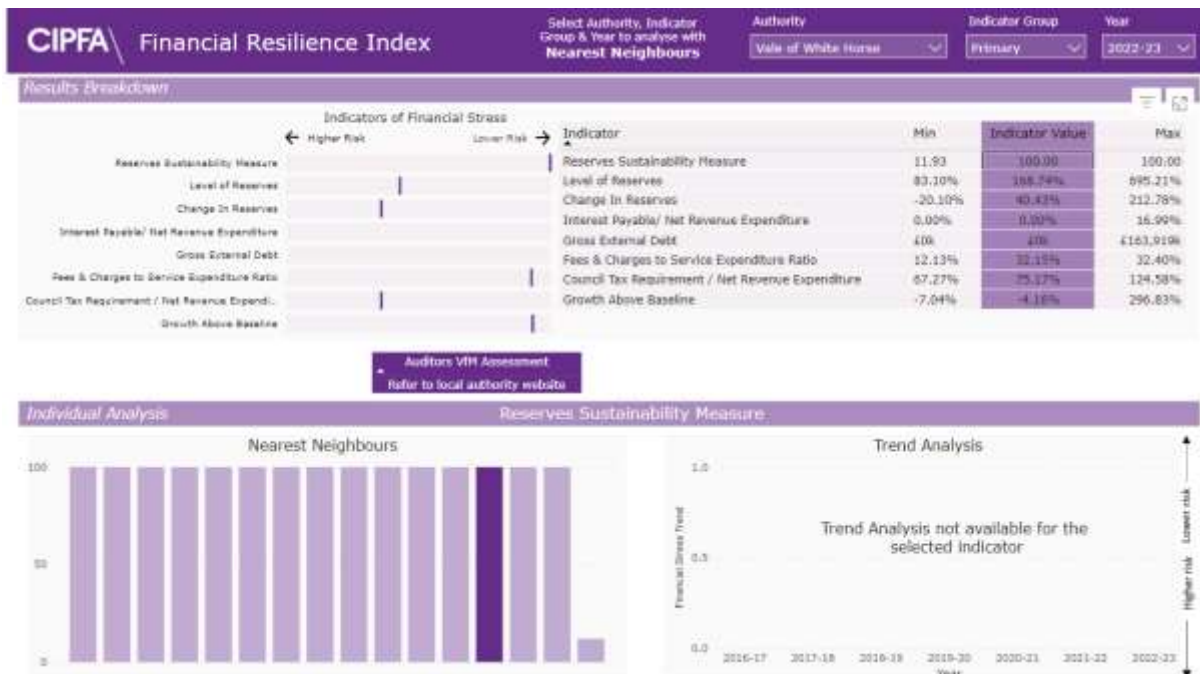 CIPFA\ Financial Resilience Index
Select Authority, Indicator
Group & Year to analyse with
Nearest Neighbours
Authority
Vale of White Horse
Indicator Group
Primary
Year
2022-23
Results Breakdown
Indicators of Financial Stress
← Higher Risk Lower Risk →
Reserves Sustainability Measure
Level of Reserves
Change In Reserves
Interest Payable/ Net Revenue Expenditure
Gross External Debt
Fees & Charges to Service Expenditure Ratio
Council Tax Requirement / Net Revenue Expendi...
Growth Above Baseline
Indicator Min Indicator Value Max
Reserves Sustainability Measure 11.93 100.00 100.00
Level of Reserves 83.10% 168.74% 695.21%
Change In Reserves -20.10% 40.43% 212.78%
Interest Payable/ Net Revenue Expenditure 0.00% 0.00% 16.99%
Gross External Debt £0k £0k £163,919k
Fees & Charges to Service Expenditure Ratio 12.13% 32.15% 32.40%
Council Tax Requirement / Net Revenue Expenditure 67.27% 75.17% 124.58%
Growth Above Baseline -7.04% -4.16% 296.83%
Auditors VfM Assessment
Refer to local authority website
Individual Analysis Reserves Sustainability Measure
Nearest Neighbours
100
50
0
Trend Analysis
1.0
0.5
0.0
Financial Stress Trend
Trend Analysis not available for the
selected indicator
2016-17 2017-18 2018-19 2019-20 2020-21 2021-22 2022-23
Year
Higher risk Lower risk